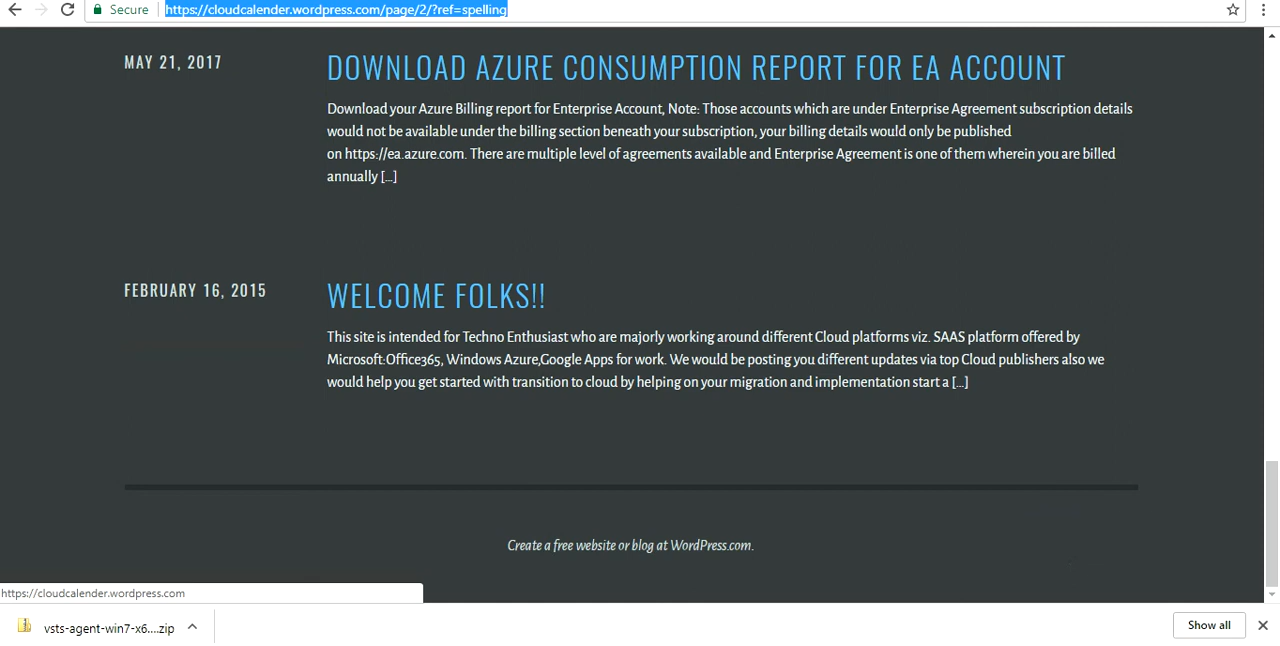 Secure
https://cloudcalender.wordpress.com/page/2/?ref=spelling
MAY 21, 2017
DOWNLOAD AZURE CONSUMPTION REPORT FOR EA ACCOUNT
Download your Azure Billing report for Enterprise Account, Note: Those accounts which are under Enterprise Agreement subscription details
would not be available under the billing section beneath your subscription, your billing details would only be published
on https://ea.azure.com. There are multiple level of agreements available and Enterprise Agreement is one of them wherein you are billed
annually [...]
FEBRUARY 16, 2015
WELCOME FOLKS!!
This site is intended for Techno Enthusiast who are majorly working around different Cloud platforms viz. SAAS platform offered by
Microsoft:Office365, Windows Azure,Google Apps for work. We would be posting you different updates via top Cloud publishers also we
would help you get started with transition to cloud by helping on your migration and implementation start a [...]
Create a free website or blog at WordPress.com.
https://cloudcalender.wordpress.com
vsts-agent-win7-x6....zip
Show all